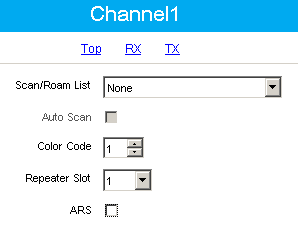 Channel1
Top RX TX
Scan/Roam List None
Auto Scan
Color Code 1
Repeater Slot 1
ARS